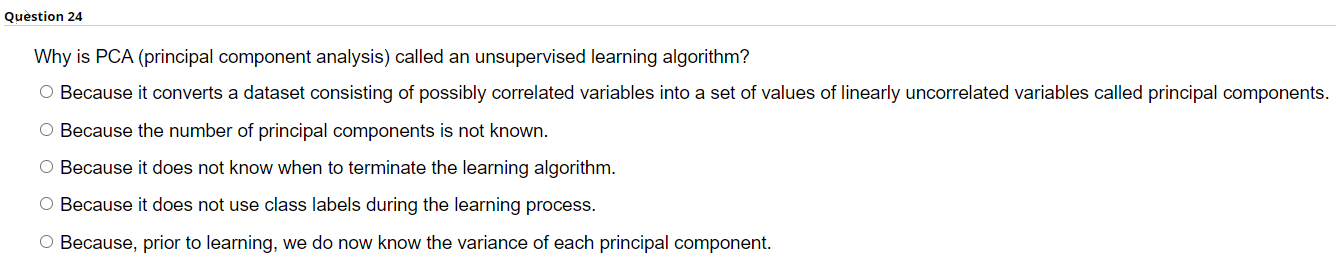 Question 24
Why is PCA (principal component analysis) called an unsupervised learning algorithm?
Because it converts a dataset consisting of possibly correlated variables into a set of values of linearly uncorrelated variables called principal components.
Because the number of principal components is not known.
Because it does not know when to terminate the learning algorithm.
Because it does not use class labels during the learning process.
Because, prior to learning, we do now know the variance of each principal component.